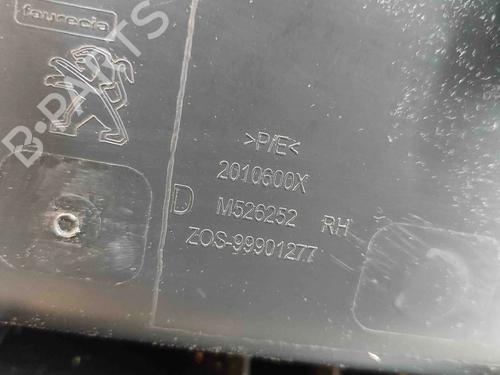 faurecia
B-PARTS
>P/E<
2010600X
D M526252 RH
ZOS-99901277